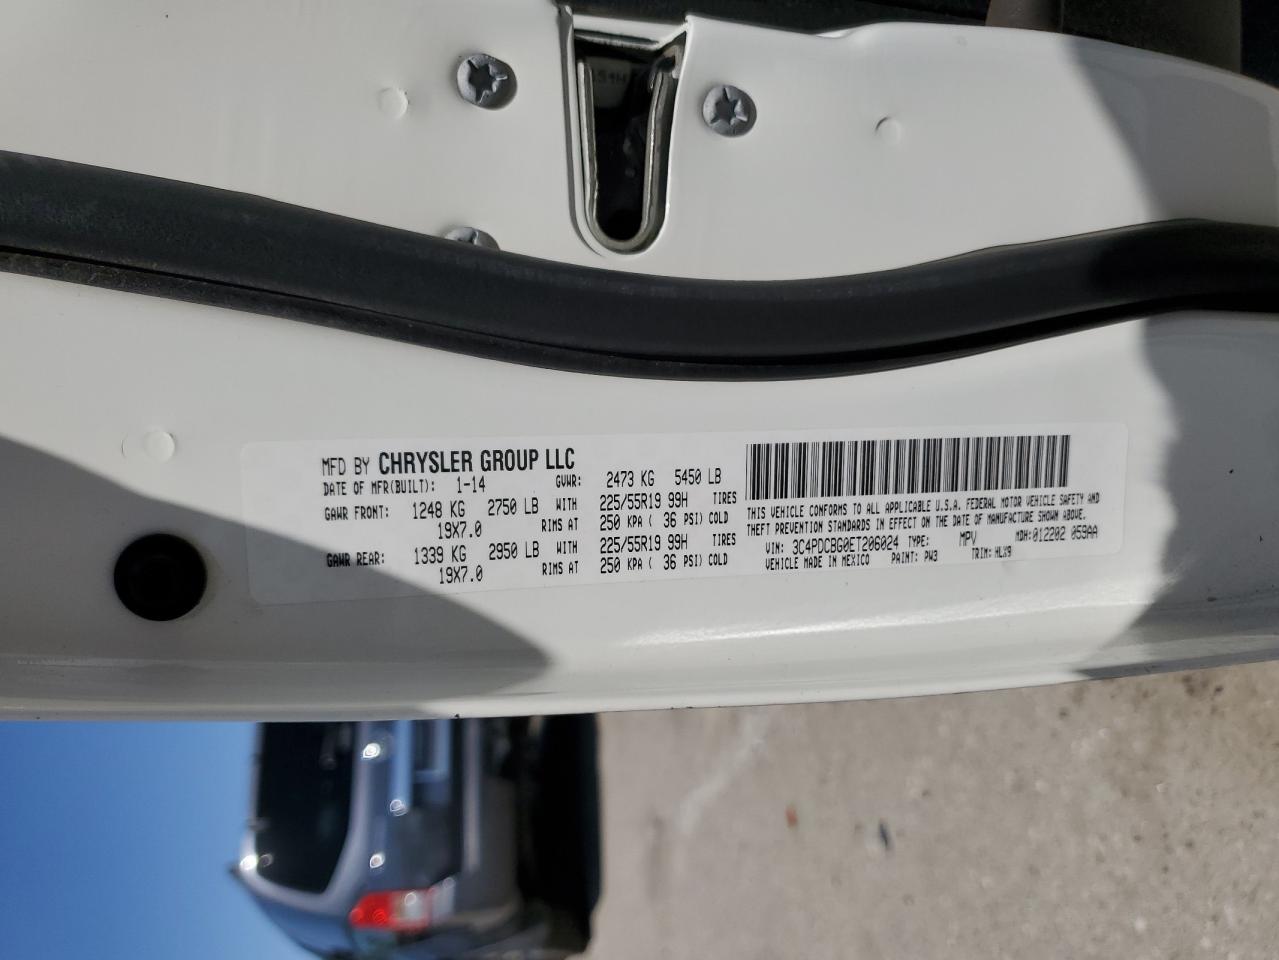 MFD BY CHRYSLER GROUP LLC
DATE OF MFR(BUILT): 1-14 GVWR: 2473 KG 5450 LB
GAWR FRONT: 1248 KG 2750 LB WITH 225/55R19 99H TIRES
19X7.0 RIMS AT 250 KPA ( 36 PSI) COLD
GAWR REAR: 1339 KG 2950 LB WITH 225/55R19 99H TIRES
19X7.0 RIMS AT 250 KPA ( 36 PSI) COLD
THIS VEHICLE CONFORMS TO ALL APPLICABLE U.S.A. FEDERAL MOTOR VEHICLE SAFETY AND
THEFT PREVENTION STANDARDS IN EFFECT ON THE DATE OF MANUFACTURE SHOWN ABOVE.
VIN: 3C4PDCBG0ET206024 TYPE: MPV MDH: 012202 059AA
VEHICLE MADE IN MEXICO PAINT: PW3 TRIM: HLX9